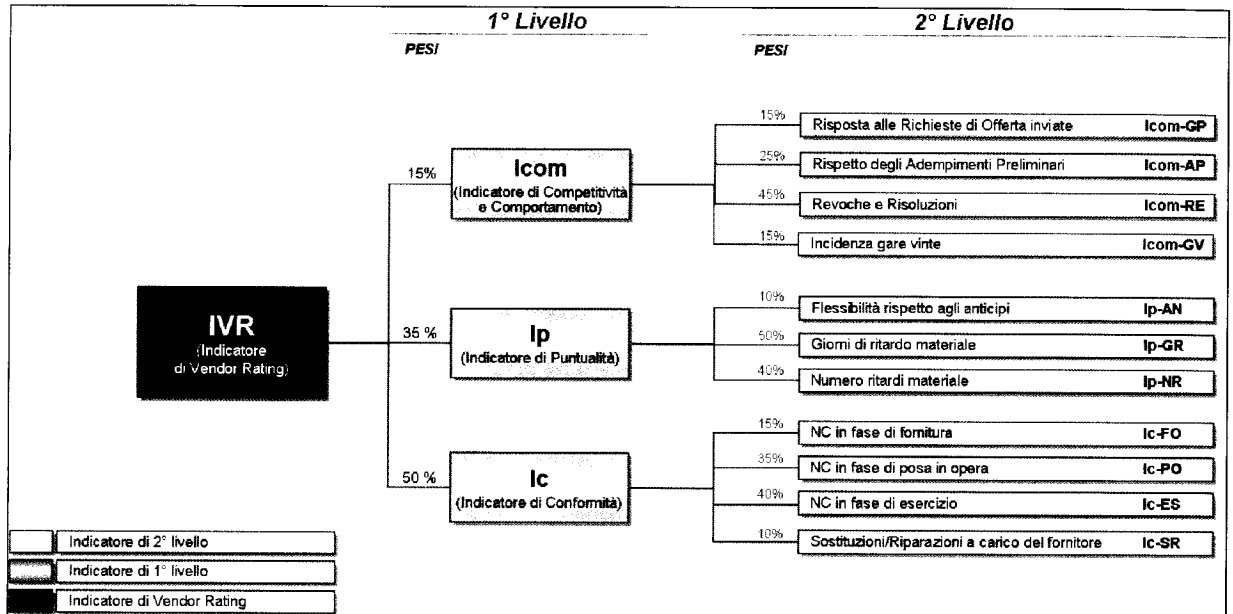 1° Livello
2° Livello
PESI
PESI
IVR
(Indicatore
di Vendor Rating)
15%
Icom
(Indicatore di Competitività
e Comportamento)
15%
Risposta alle Richieste di Offerta inviate Icom-GP
25%
Rispetto degli Adempimenti Preliminari Icom-AP
45%
Revoche e Risoluzioni Icom-RE
15%
Incidenza gare vinte Icom-GV
35 %
Ip
(Indicatore di Puntualità)
10%
Flessibilità rispetto agli anticipi Ip-AN
50%
Giorni di ritardo materiale Ip-GR
40%
Numero ritardi materiale Ip-NR
50 %
Ic
(Indicatore di Conformità)
15%
NC in fase di fornitura Ic-FO
35%
NC in fase di posa in opera Ic-PO
40%
NC in fase di esercizio Ic-ES
10%
Sostituzioni/Riparazioni a carico del fornitore Ic-SR
Indicatore di 2° livello
Indicatore di 1° livello
Indicatore di Vendor Rating